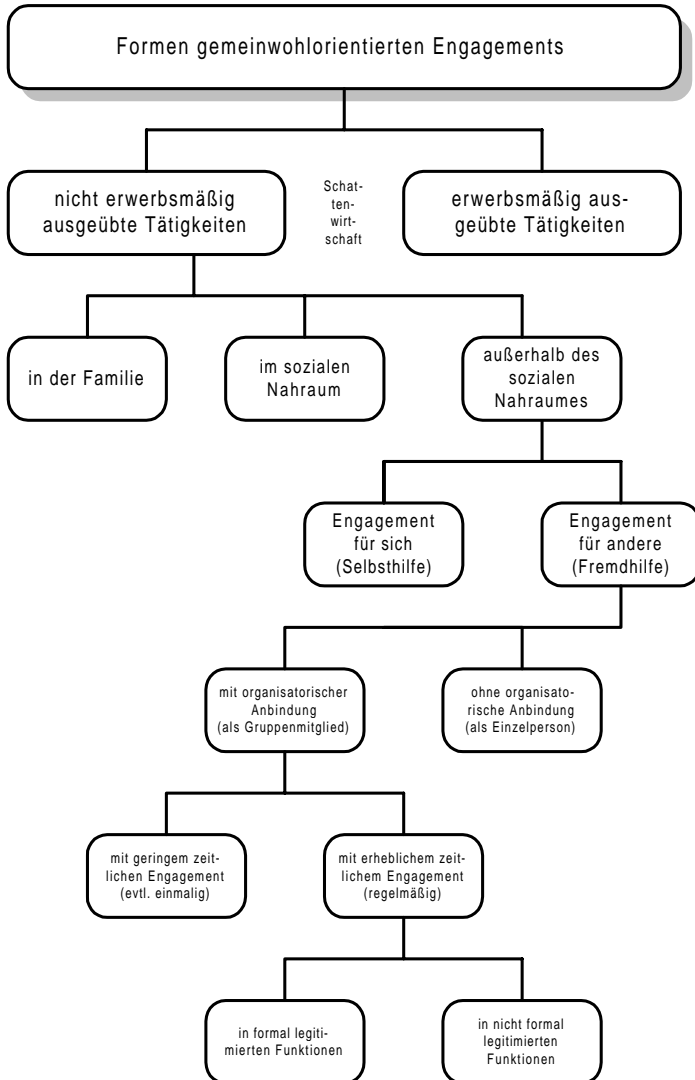 Formen gemeinwohlorientierten Engagements
nicht erwerbsmäßig
ausgeübte Tätigkeiten
Schat-
ten-
wirt-
schaft
erwerbsmäßig aus-
geübte Tätigkeiten
in der Familie
im sozialen
Nahraum
außerhalb des
sozialen
Nahraumes
Engagement
für sich
(Selbsthilfe)
Engagement
für andere
(Fremdhilfe)
mit organisatorischer
Anbindung
(als Gruppenmitglied)
ohne organisato-
rische Anbindung
(als Einzelperson)
mit geringem zeit-
lichen Engagement
(evtl. einmalig)
mit erheblichem zeit-
lichem Engagement
(regelmäßig)
in formal legiti-
mierten Funktionen
in nicht formal
legitimierten
Funktionen